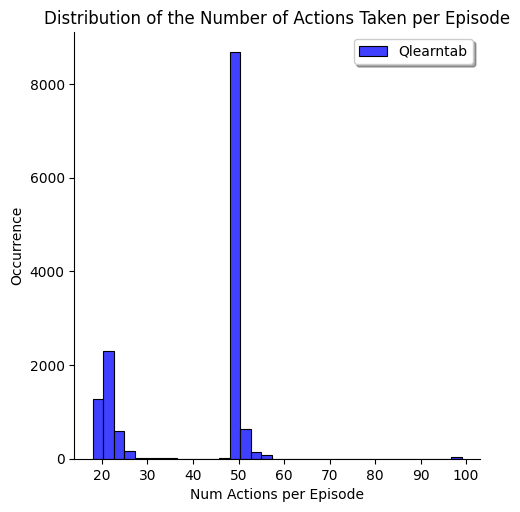 Distribution of the Number of Actions Taken per Episode
Qlearntab
8000
6000
4000
2000
0
Occurrence
20 30 40 50 60 70 80 90 100
Num Actions per Episode